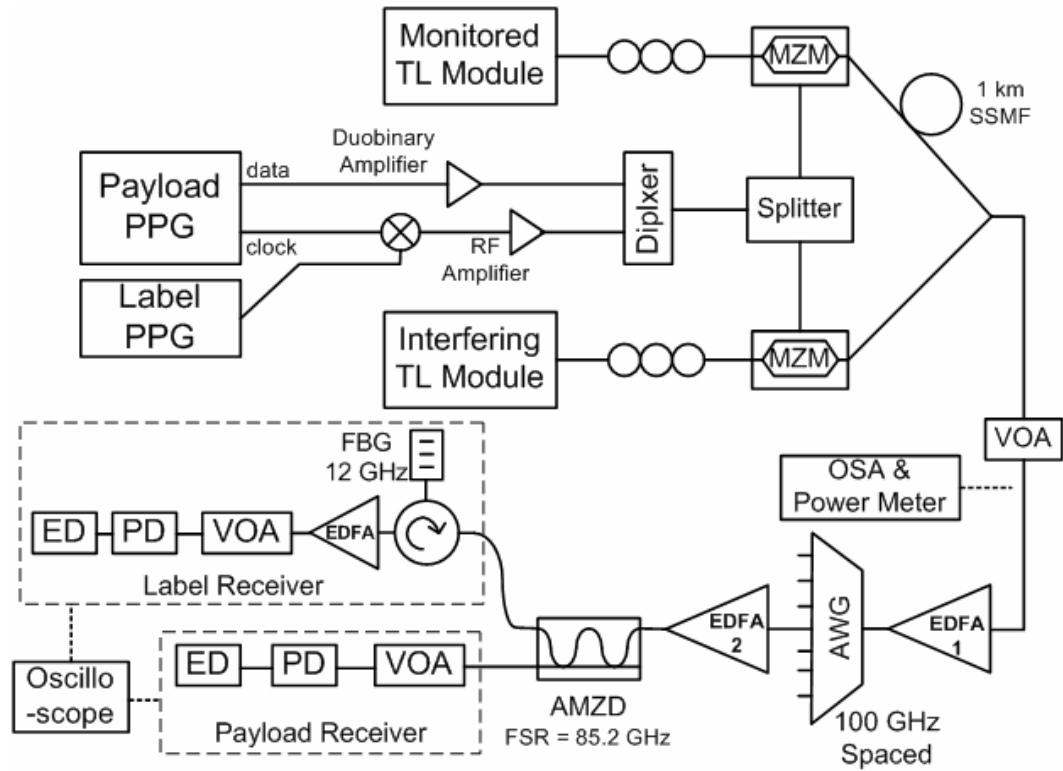 Monitored
TL Module
MZM
1 km
SSMF
Duobinary
Amplifier
Payload
PPG
data
clock
Diplxer
Splitter
RF
Amplifier
Label
PPG
Interfering
TL Module
MZM
VOA
OSA &
Power Meter
FBG
12 GHz
ED
PD
VOA
EDFA
Label Receiver
EDFA
2
AWG
EDFA
1
ED
PD
VOA
Payload Receiver
Oscillo
-scope
AMZD
FSR = 85.2 GHz
100 GHz
Spaced